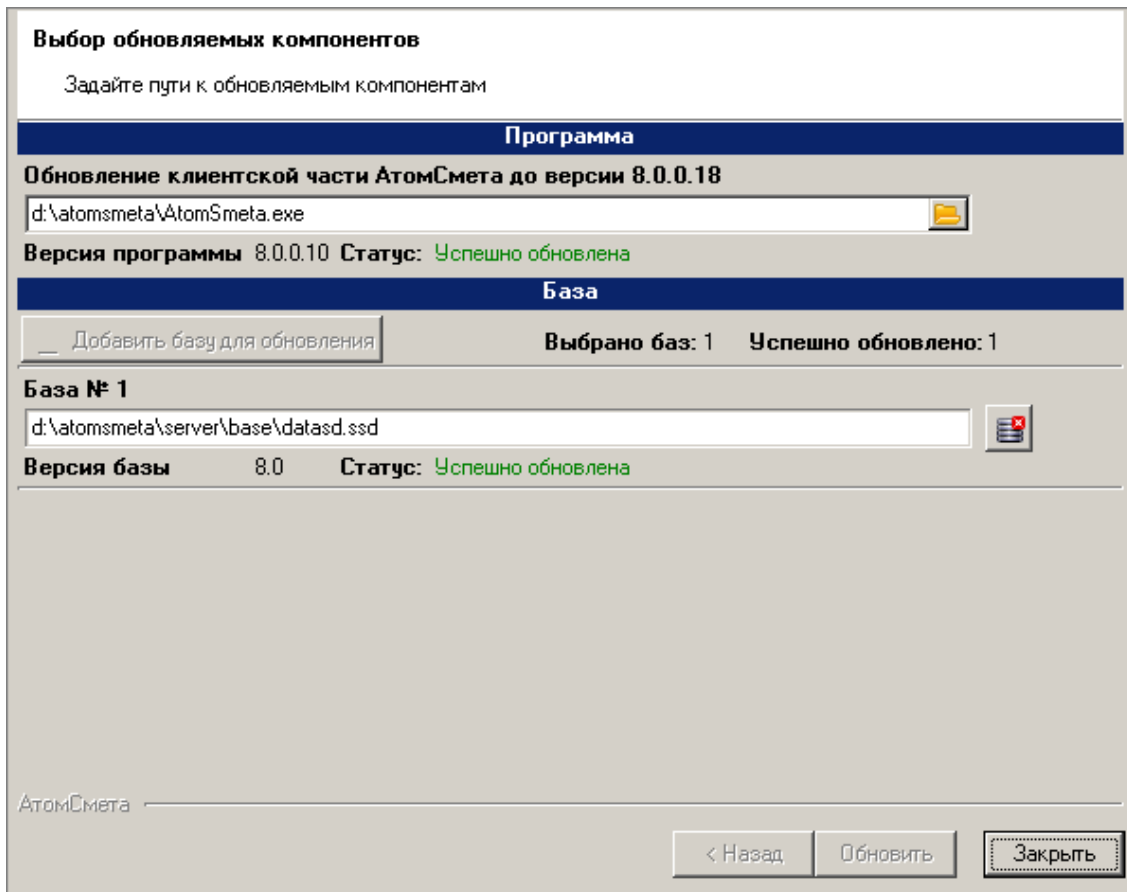 Выбор обновляемых компонентов
Задайте пути к обновляемым компонентам
Программа
Обновление клиентской части АтомСмета до версии 8.0.0.18
d:\atomsmeta\AtomSmeta.exe
Версия программы 8.0.0.10 Статус: Успешно обновлена
База
Добавить базу для обновления Выбрано баз: 1 Успешно обновлено: 1
База № 1
d:\atomsmeta\server\base\datasd.ssd
Версия базы 8.0 Статус: Успешно обновлена
АтомСмета
< Назад Обновить Закрыть